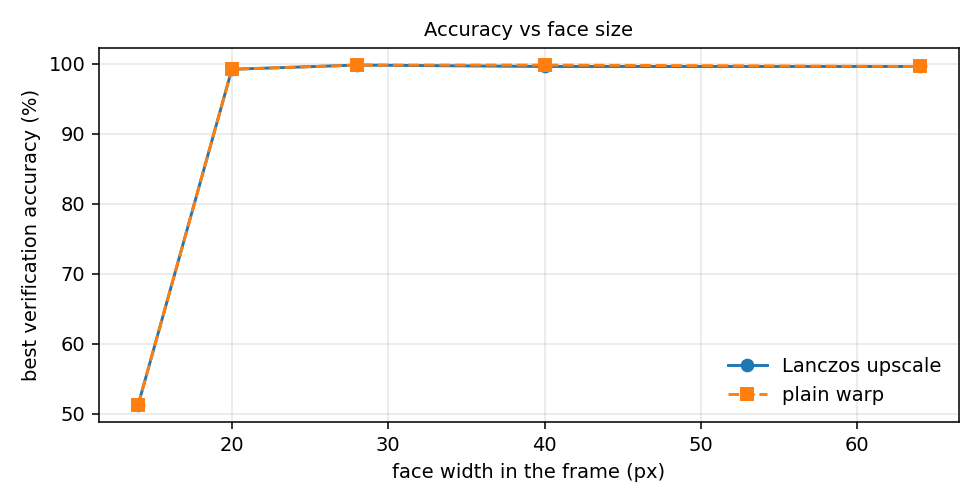 Accuracy vs face size
best verification accuracy (%)
100
90
80
70
60
50
Lanczos upscale
plain warp
20 30 40 50 60
face width in the frame (px)